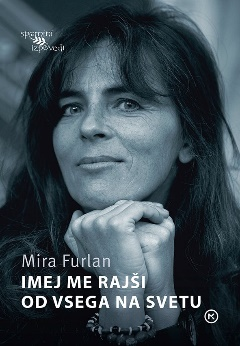 spomini
izpovedi
Mira Furlan
IMEJ ME RAJŠI
OD VSEGA NA SVETU